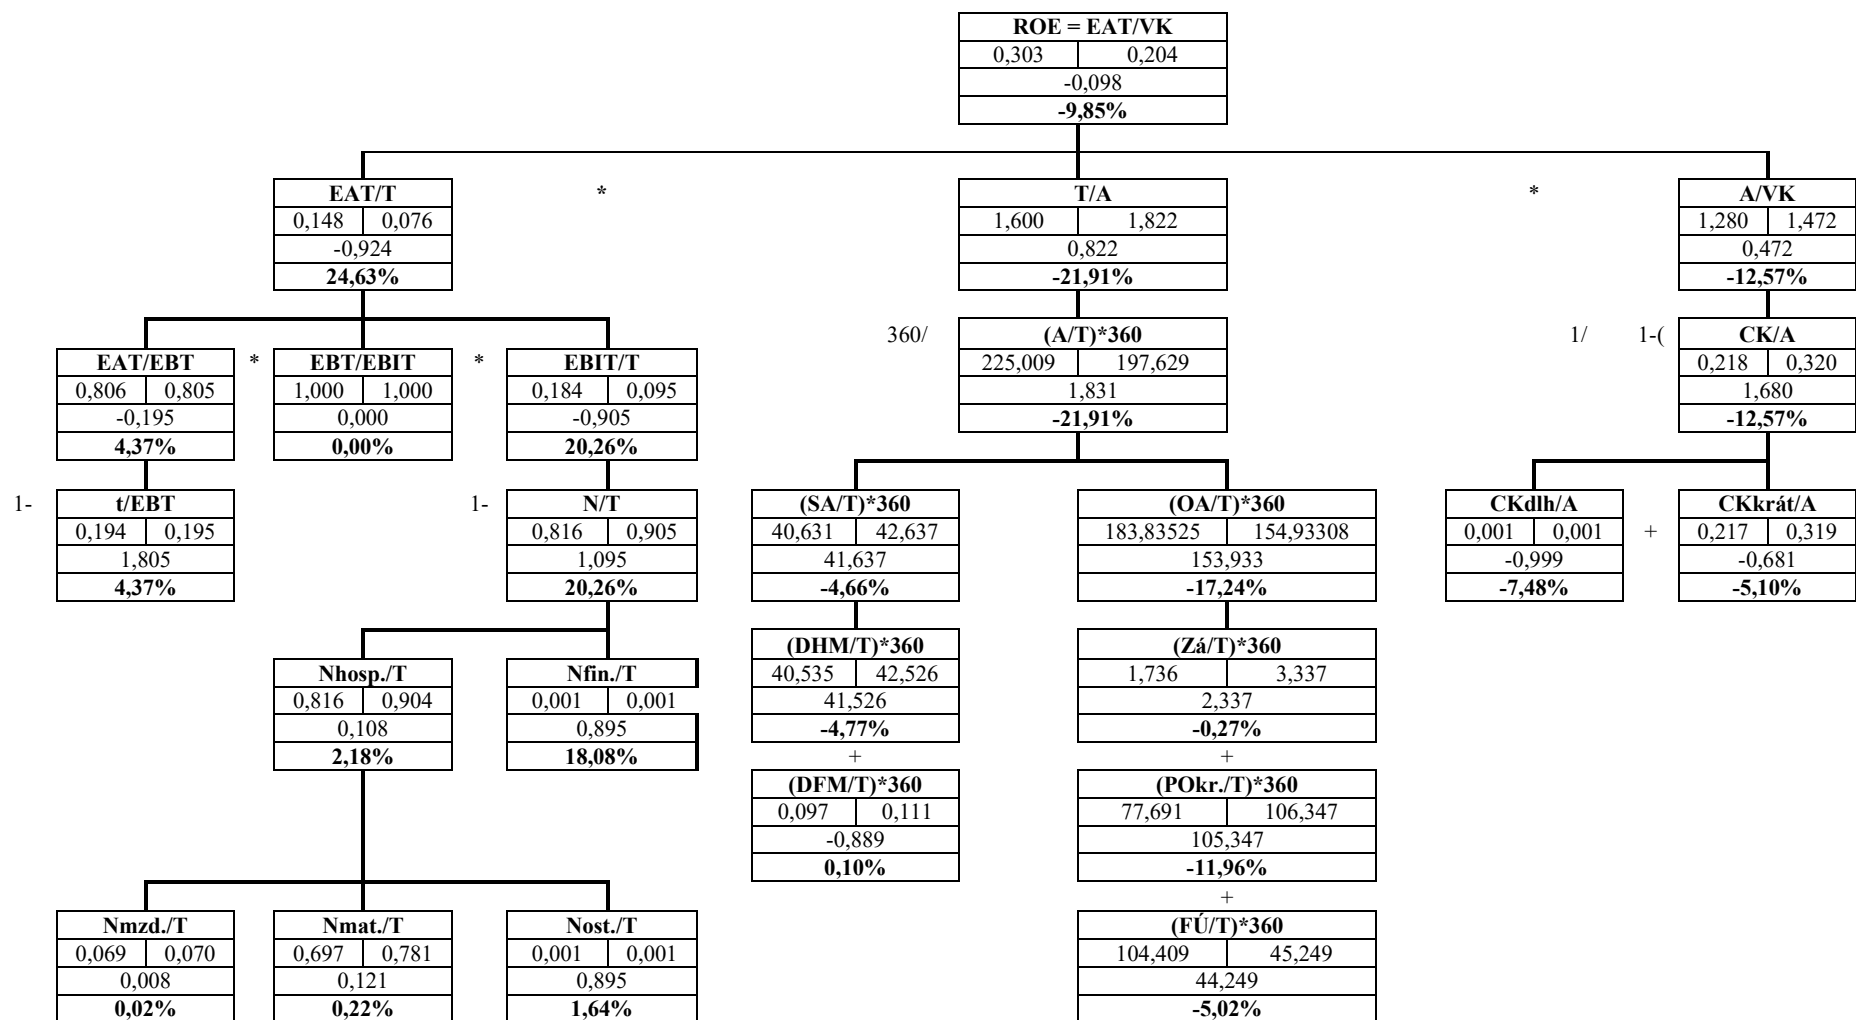 ROE = EAT/VK
0,303 0,204
-0,098
-9,85%
EAT/T * T/A * A/VK
0,148 0,076 1,600 1,822 1,280 1,472
-0,924 0,822 0,472
24,63% -21,91% -12,57%
360/ (A/T)*360 1/ 1-( CK/A
225,009 197,629 0,218 0,320
1,831 1,680
-21,91% -12,57%
EAT/EBT * EBT/EBIT * EBIT/T
0,806 0,805 1,000 1,000 0,184 0,095
-0,195 0,000 -0,905
4,37% 0,00% 20,26%
1- t/EBT 1- N/T (SA/T)*360 (OA/T)*360 CKdlh/A + CKkrát/A
0,194 0,195 0,816 0,905 40,631 42,637 183,83525 154,93308 0,001 0,001 0,217 0,319
1,805 1,095 41,637 153,933 -0,999 -0,681
4,37% 20,26% -4,66% -17,24% -7,48% -5,10%
(DHM/T)*360 (Zá/T)*360
40,535 42,526 1,736 3,337
41,526 2,337
-4,77% -0,27%
Nhosp./T Nfin./T
0,816 0,904 0,001 0,001
0,108 0,895
2,18% 18,08%
+ +
(DFM/T)*360 (POkr./T)*360
0,097 0,111 77,691 106,347
-0,889 105,347
0,10% -11,96%
+
Nmzd./T Nmat./T Nost./T (FÚ/T)*360
0,069 0,070 0,697 0,781 0,001 0,001 104,409 45,249
0,008 0,121 0,895 44,249
0,02% 0,22% 1,64% -5,02%